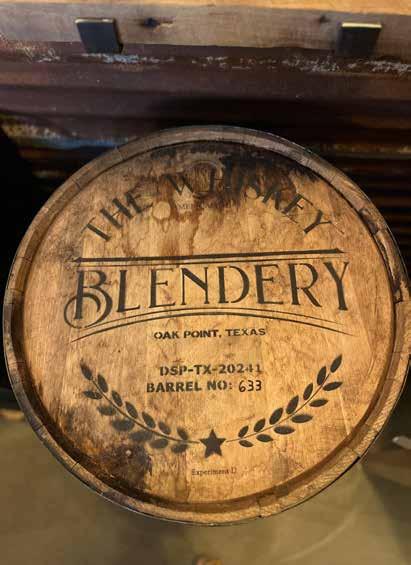 THE WHISKEY
BLENDERY
OAK POINT, TEXAS
DSP-TX-20241
BARREL NO: 633